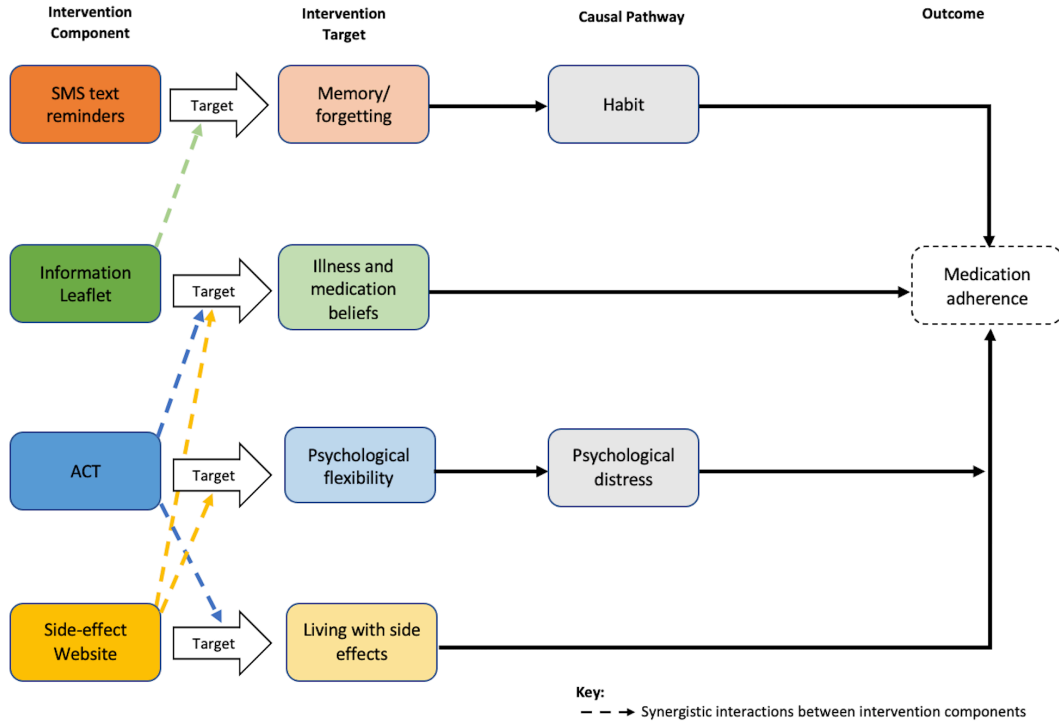 Intervention
Component
Intervention
Target
Causal Pathway
Outcome
SMS text
reminders
Target
Memory/
forgetting
Habit
Information
Leaflet
Target
Illness and
medication
beliefs
Medication
adherence
ACT
Target
Psychological
flexibility
Psychological
distress
Side-effect
Website
Target
Living with side
effects
Key:
Synergistic interactions between intervention components